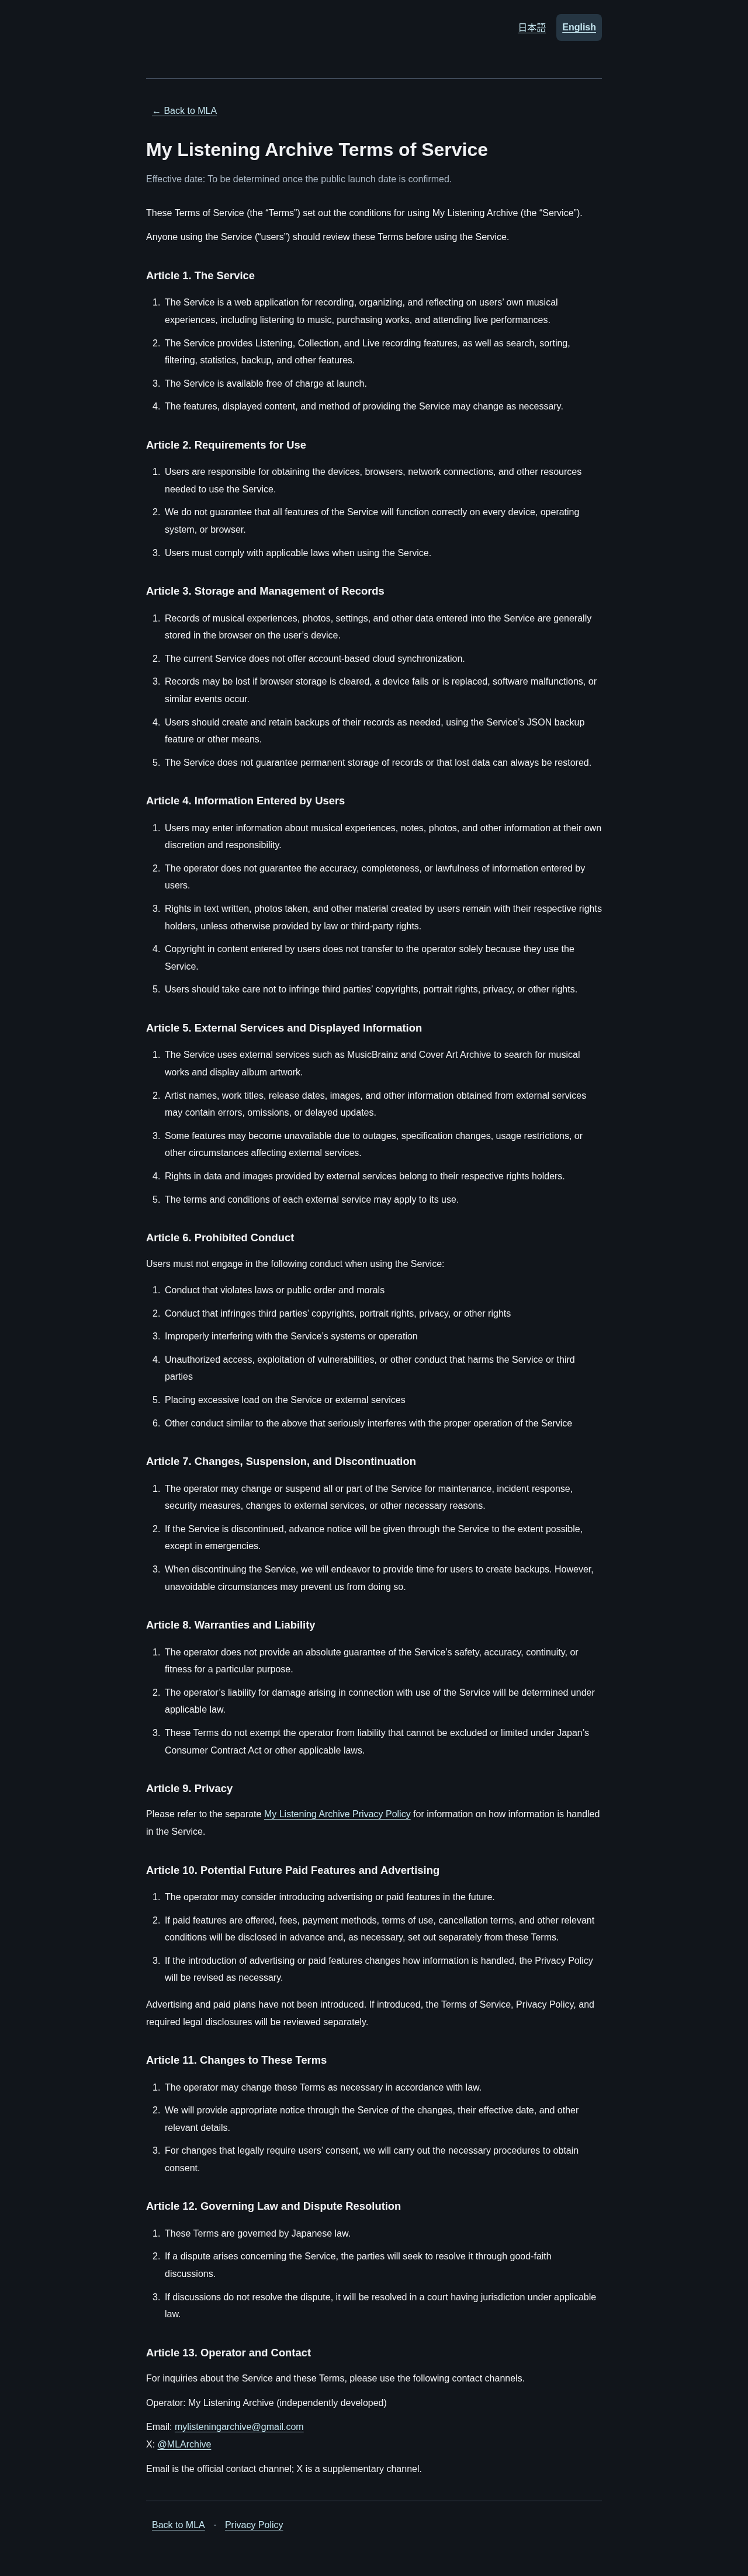 日本語 English
← Back to MLA
My Listening Archive Terms of Service
Effective date: To be determined once the public launch date is confirmed.
These Terms of Service (the “Terms”) set out the conditions for using My Listening Archive (the “Service”).
Anyone using the Service (“users”) should review these Terms before using the Service.
Article 1. The Service
1. The Service is a web application for recording, organizing, and reflecting on users’ own musical
experiences, including listening to music, purchasing works, and attending live performances.
2. The Service provides Listening, Collection, and Live recording features, as well as search, sorting,
filtering, statistics, backup, and other features.
3. The Service is available free of charge at launch.
4. The features, displayed content, and method of providing the Service may change as necessary.
Article 2. Requirements for Use
1. Users are responsible for obtaining the devices, browsers, network connections, and other resources
needed to use the Service.
2. We do not guarantee that all features of the Service will function correctly on every device, operating
system, or browser.
3. Users must comply with applicable laws when using the Service.
Article 3. Storage and Management of Records
1. Records of musical experiences, photos, settings, and other data entered into the Service are generally
stored in the browser on the user’s device.
2. The current Service does not offer account-based cloud synchronization.
3. Records may be lost if browser storage is cleared, a device fails or is replaced, software malfunctions, or
similar events occur.
4. Users should create and retain backups of their records as needed, using the Service’s JSON backup
feature or other means.
5. The Service does not guarantee permanent storage of records or that lost data can always be restored.
Article 4. Information Entered by Users
1. Users may enter information about musical experiences, notes, photos, and other information at their own
discretion and responsibility.
2. The operator does not guarantee the accuracy, completeness, or lawfulness of information entered by
users.
3. Rights in text written, photos taken, and other material created by users remain with their respective rights
holders, unless otherwise provided by law or third-party rights.
4. Copyright in content entered by users does not transfer to the operator solely because they use the
Service.
5. Users should take care not to infringe third parties’ copyrights, portrait rights, privacy, or other rights.
Article 5. External Services and Displayed Information
1. The Service uses external services such as MusicBrainz and Cover Art Archive to search for musical
works and display album artwork.
2. Artist names, work titles, release dates, images, and other information obtained from external services
may contain errors, omissions, or delayed updates.
3. Some features may become unavailable due to outages, specification changes, usage restrictions, or
other circumstances affecting external services.
4. Rights in data and images provided by external services belong to their respective rights holders.
5. The terms and conditions of each external service may apply to its use.
Article 6. Prohibited Conduct
Users must not engage in the following conduct when using the Service:
1. Conduct that violates laws or public order and morals
2. Conduct that infringes third parties’ copyrights, portrait rights, privacy, or other rights
3. Improperly interfering with the Service’s systems or operation
4. Unauthorized access, exploitation of vulnerabilities, or other conduct that harms the Service or third
parties
5. Placing excessive load on the Service or external services
6. Other conduct similar to the above that seriously interferes with the proper operation of the Service
Article 7. Changes, Suspension, and Discontinuation
1. The operator may change or suspend all or part of the Service for maintenance, incident response,
security measures, changes to external services, or other necessary reasons.
2. If the Service is discontinued, advance notice will be given through the Service to the extent possible,
except in emergencies.
3. When discontinuing the Service, we will endeavor to provide time for users to create backups. However,
unavoidable circumstances may prevent us from doing so.
Article 8. Warranties and Liability
1. The operator does not provide an absolute guarantee of the Service’s safety, accuracy, continuity, or
fitness for a particular purpose.
2. The operator’s liability for damage arising in connection with use of the Service will be determined under
applicable law.
3. These Terms do not exempt the operator from liability that cannot be excluded or limited under Japan’s
Consumer Contract Act or other applicable laws.
Article 9. Privacy
Please refer to the separate My Listening Archive Privacy Policy for information on how information is handled
in the Service.
Article 10. Potential Future Paid Features and Advertising
1. The operator may consider introducing advertising or paid features in the future.
2. If paid features are offered, fees, payment methods, terms of use, cancellation terms, and other relevant
conditions will be disclosed in advance and, as necessary, set out separately from these Terms.
3. If the introduction of advertising or paid features changes how information is handled, the Privacy Policy
will be revised as necessary.
Advertising and paid plans have not been introduced. If introduced, the Terms of Service, Privacy Policy, and
required legal disclosures will be reviewed separately.
Article 11. Changes to These Terms
1. The operator may change these Terms as necessary in accordance with law.
2. We will provide appropriate notice through the Service of the changes, their effective date, and other
relevant details.
3. For changes that legally require users’ consent, we will carry out the necessary procedures to obtain
consent.
Article 12. Governing Law and Dispute Resolution
1. These Terms are governed by Japanese law.
2. If a dispute arises concerning the Service, the parties will seek to resolve it through good-faith
discussions.
3. If discussions do not resolve the dispute, it will be resolved in a court having jurisdiction under applicable
law.
Article 13. Operator and Contact
For inquiries about the Service and these Terms, please use the following contact channels.
Operator: My Listening Archive (independently developed)
Email: mylisteningarchive@gmail.com
X: @MLArchive
Email is the official contact channel; X is a supplementary channel.
Back to MLA · Privacy Policy